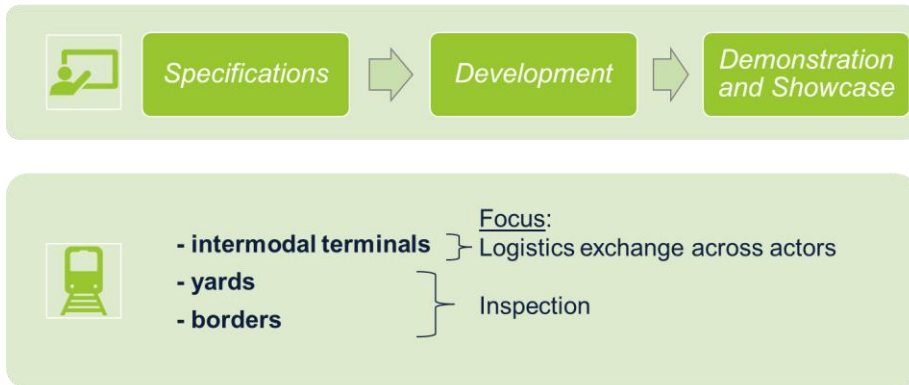 Specifications
Development
Demonstration
and Showcase
Focus:
- intermodal terminals
Logistics exchange across actors
- yards
- borders
Inspection